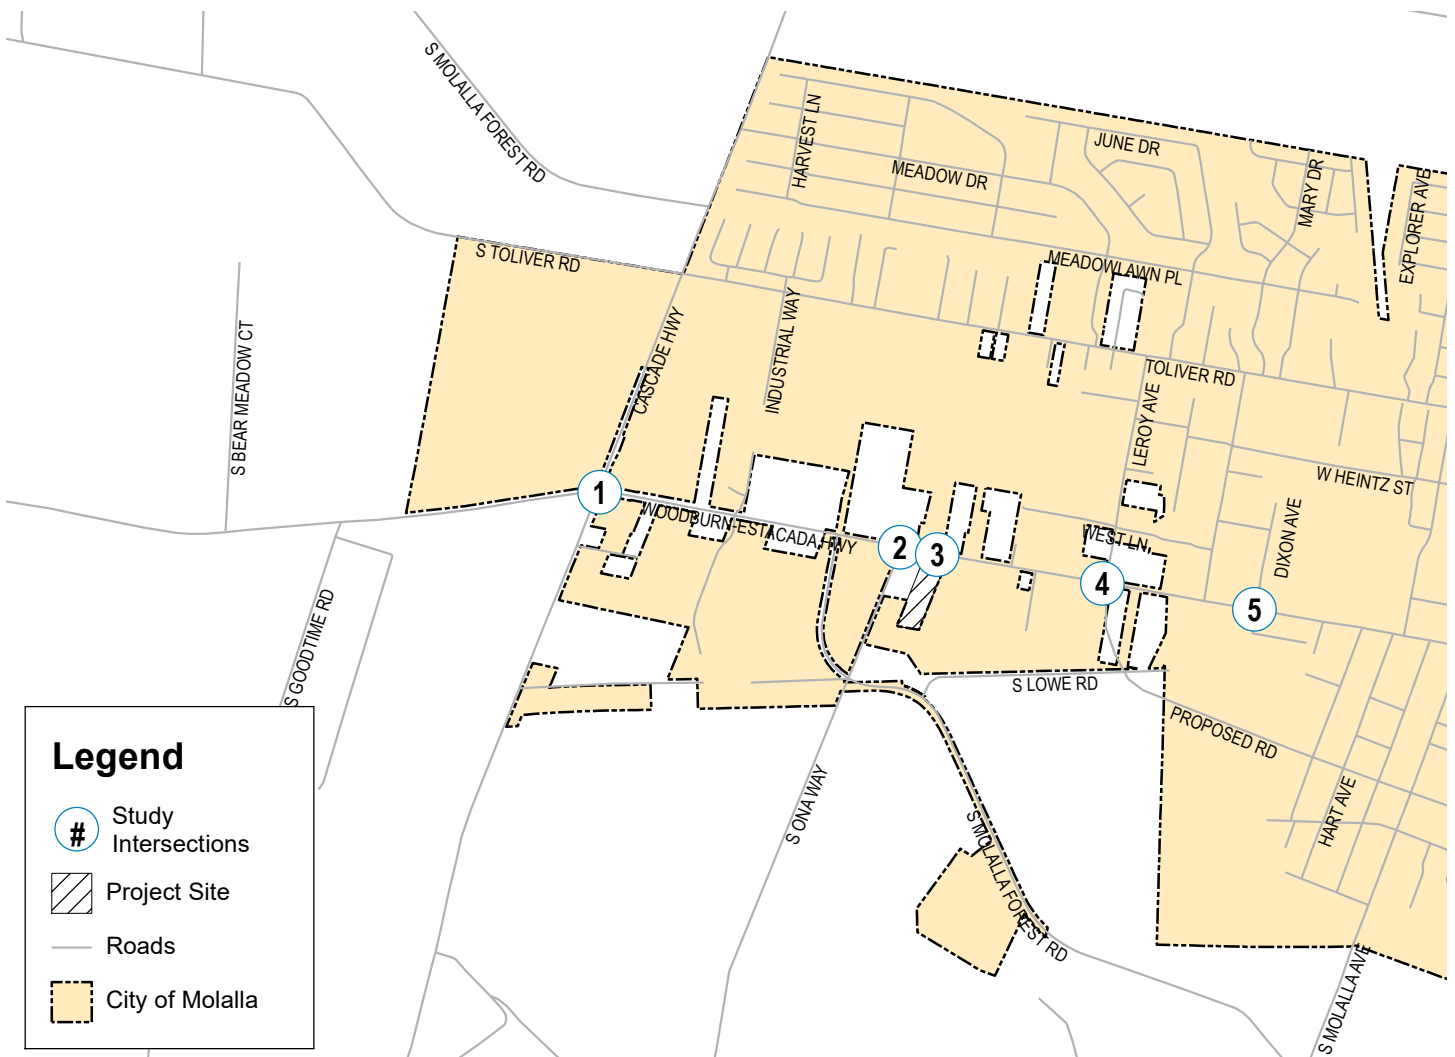 S MOLALLA FOREST RD
HARVEST LN
JUNE DR
MEADOW DR
MARY DR
EXPLORER AVE
S TOLIVER RD
MEADOWLAWN PL
INDUSTRIAL WAY
CASCADE HWY
S BEAR MEADOW CT
TOLIVER RD
LEROY AVE
W HEINTZ ST
1
WOODBURN-ESTACADA HWY
2
3
WEST LN
DIXON AVE
4
5
S GOODTIME RD
S LOWE RD
PROPOSED RD
S ONA WAY
HART AVE
S MOLALLA FOREST RD
S MOLALLA AVE
Legend
#
Study
Intersections
Project Site
Roads
City of Molalla